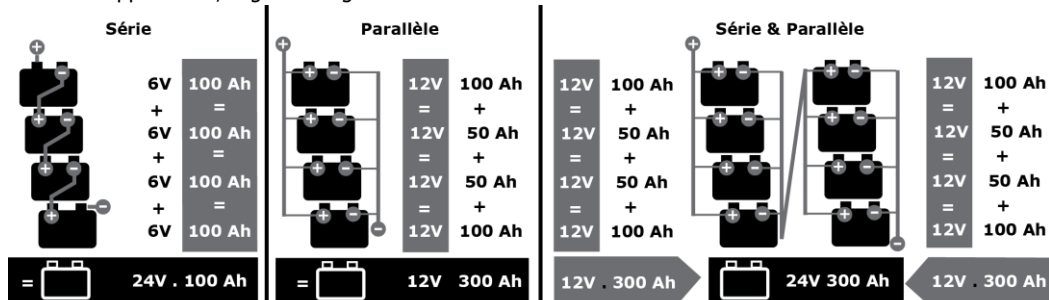 Série
6V 100 Ah
+ =
6V 100 Ah
+ =
6V 100 Ah
+ =
6V 100 Ah
= 24V . 100 Ah
Parallèle
12V 100 Ah
= +
12V 50 Ah
= +
12V 50 Ah
= +
12V 100 Ah
= 12V 300 Ah
Série & Parallèle
12V 100 Ah
= +
12V 50 Ah
= +
12V 50 Ah
= +
12V 100 Ah
12V 100 Ah
= +
12V 50 Ah
= +
12V 50 Ah
= +
12V 100 Ah
12V . 300 Ah
24V 300 Ah
12V . 300 Ah